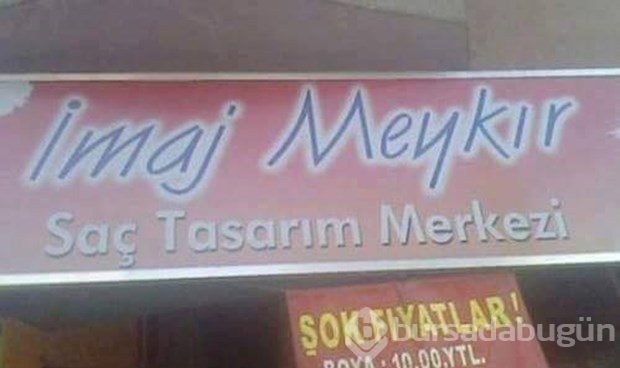 İmaj Meykır
Saç Tasarım Merkezi
ŞOK FİYATLAR!
BOYA : 10.00.YTL.
bursadabugün